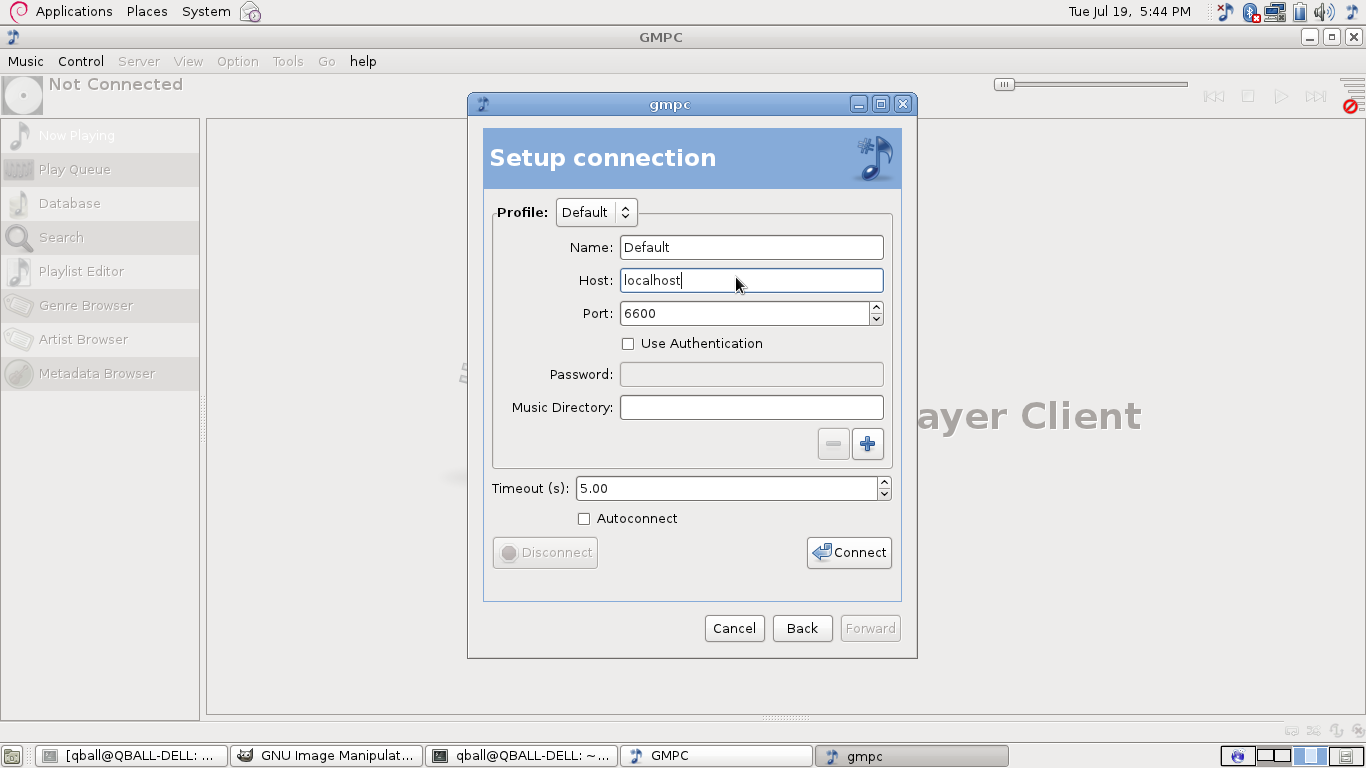 Applications Places System Tue Jul 19, 5:44 PM
GMPC
Music Control Server View Option Tools Go help
Not Connected
Now Playing
Play Queue
Database
Search
Playlist Editor
Genre Browser
Artist Browser
Metadata Browser
ayer Client
gmpc
Setup connection
Profile: Default
Name: Default
Host: localhost
Port: 6600
Use Authentication
Password:
Music Directory:
Timeout (s): 5.00
Autoconnect
Disconnect Connect
Cancel Back Forward
[qball@QBALL-DELL: ... GNU Image Manipulat... qball@QBALL-DELL: ~... GMPC gmpc